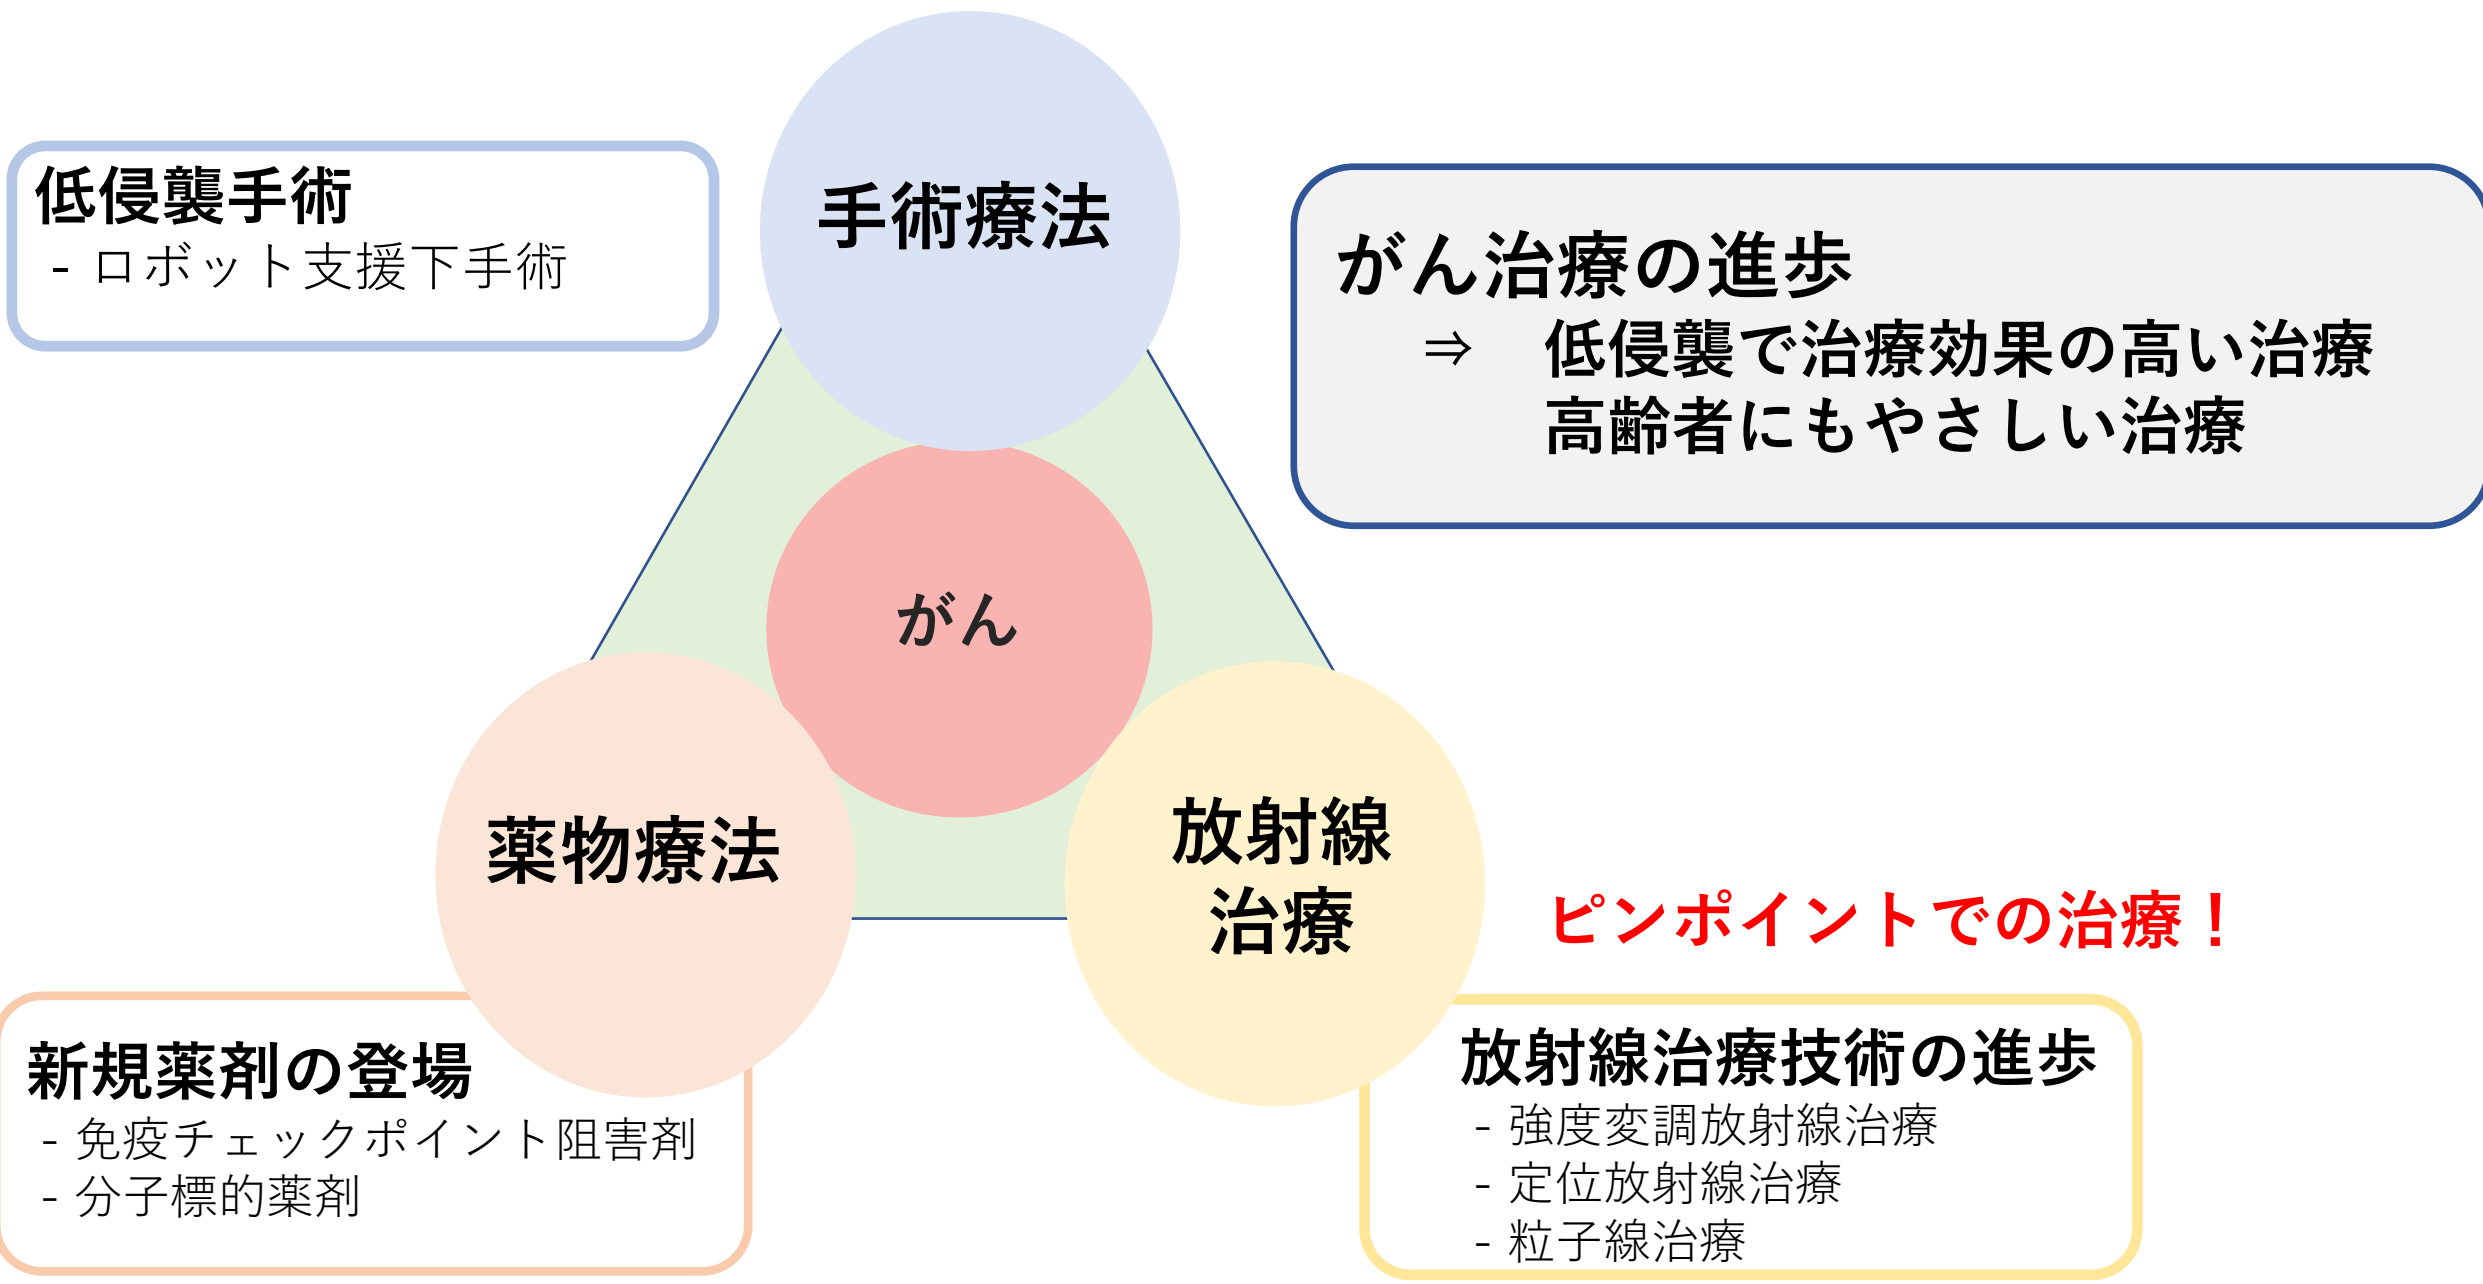 手術療法
低侵襲手術
- ロボット支援下手術
がん治療の進歩
⇒ 低侵襲で治療効果の高い治療
高齢者にもやさしい治療
がん
薬物療法
放射線
治療
ピンポイントでの治療！
新規薬剤の登場
- 免疫チェックポイント阻害剤
- 分子標的薬剤
放射線治療技術の進歩
- 強度変調放射線治療
- 定位放射線治療
- 粒子線治療